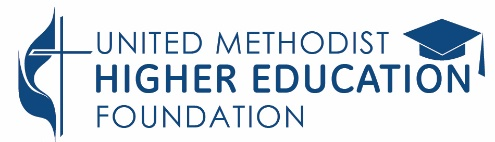 UNITED METHODIST
HIGHER EDUCATION
FOUNDATION